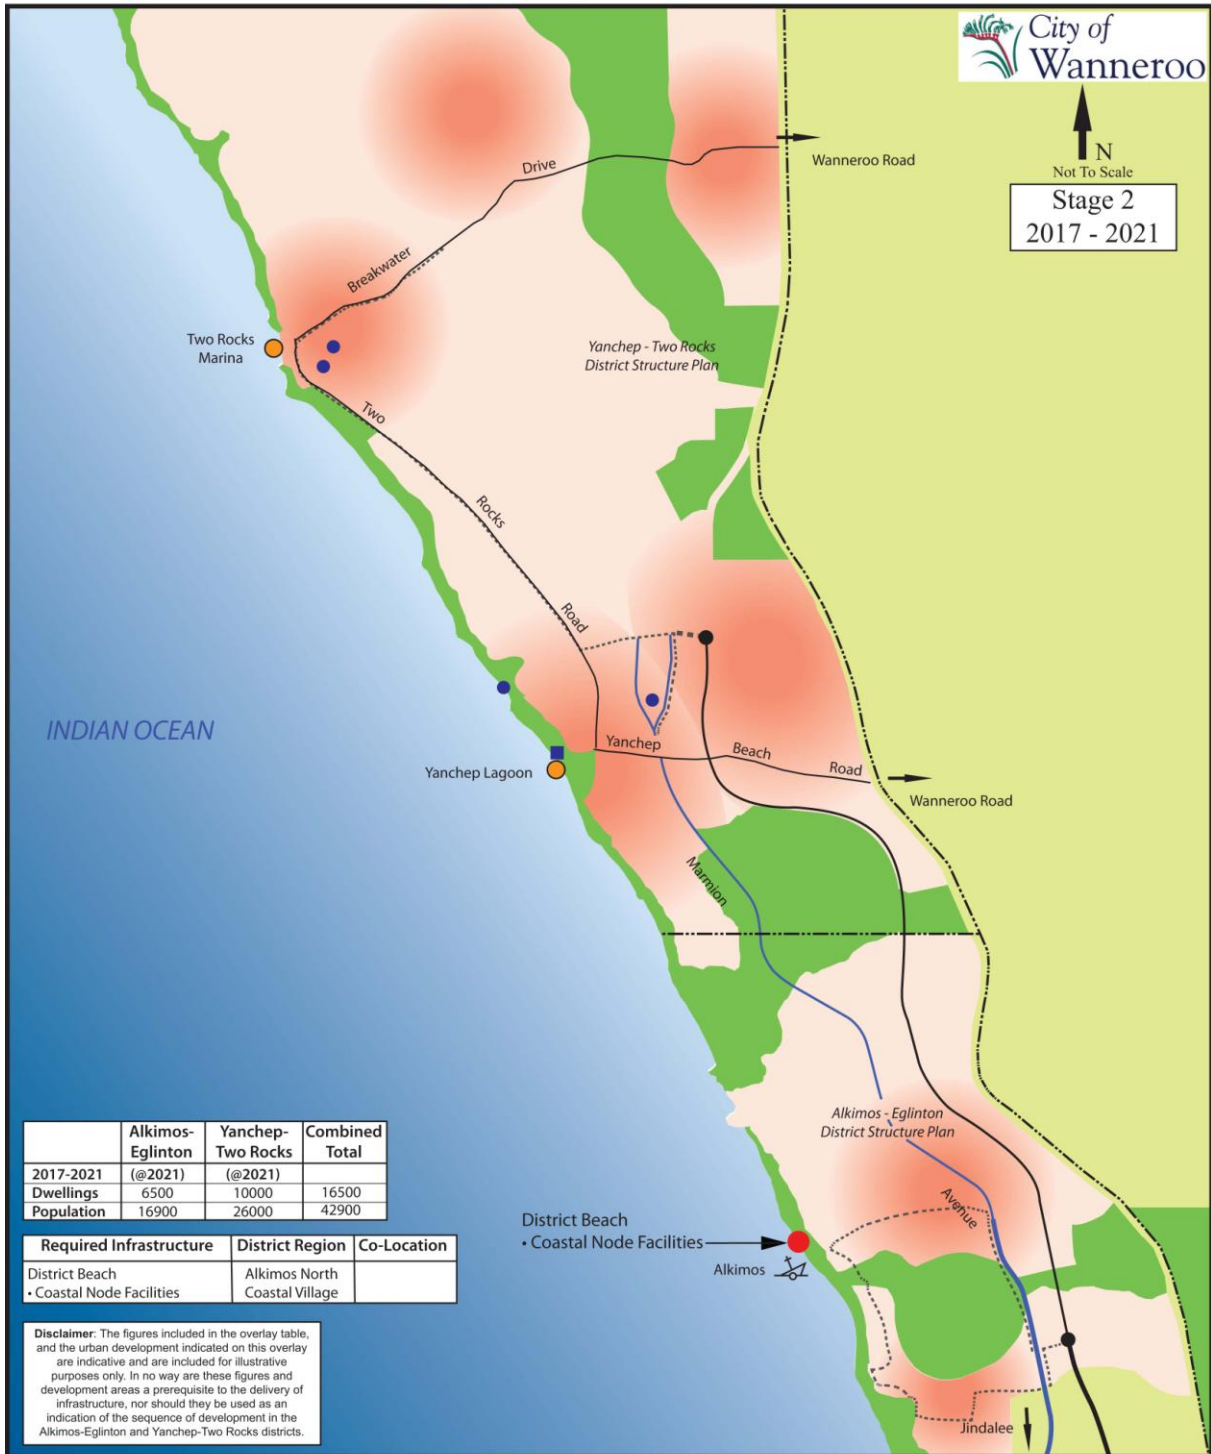 City of
Wanneroo
N
Not To Scale
Stage 2
2017 - 2021
Drive
Wanneroo Road
Breakwater
Two Rocks
Marina
Yanchep - Two Rocks
District Structure Plan
Two
Rocks
Road
INDIAN OCEAN
Yanchep
Beach
Road
Yanchep Lagoon
Wanneroo Road
Marmion
Alkimos - Eglinton
District Structure Plan
Avenue
District Beach
• Coastal Node Facilities
Alkimos
Jindalee
Alkimos- Yanchep- Combined
Eglinton Two Rocks Total
2017-2021 (@2021) (@2021)
Dwellings 6500 10000 16500
Population 16900 26000 42900
Required Infrastructure District Region Co-Location
District Beach Alkimos North
• Coastal Node Facilities Coastal Village
Disclaimer: The figures included in the overlay table,
and the urban development indicated on this overlay
are indicative and are included for illustrative
purposes only. In no way are these figures and
development areas a prerequisite to the delivery of
infrastructure, nor should they be used as an
indication of the sequence of development in the
Alkimos-Eglinton and Yanchep-Two Rocks districts.